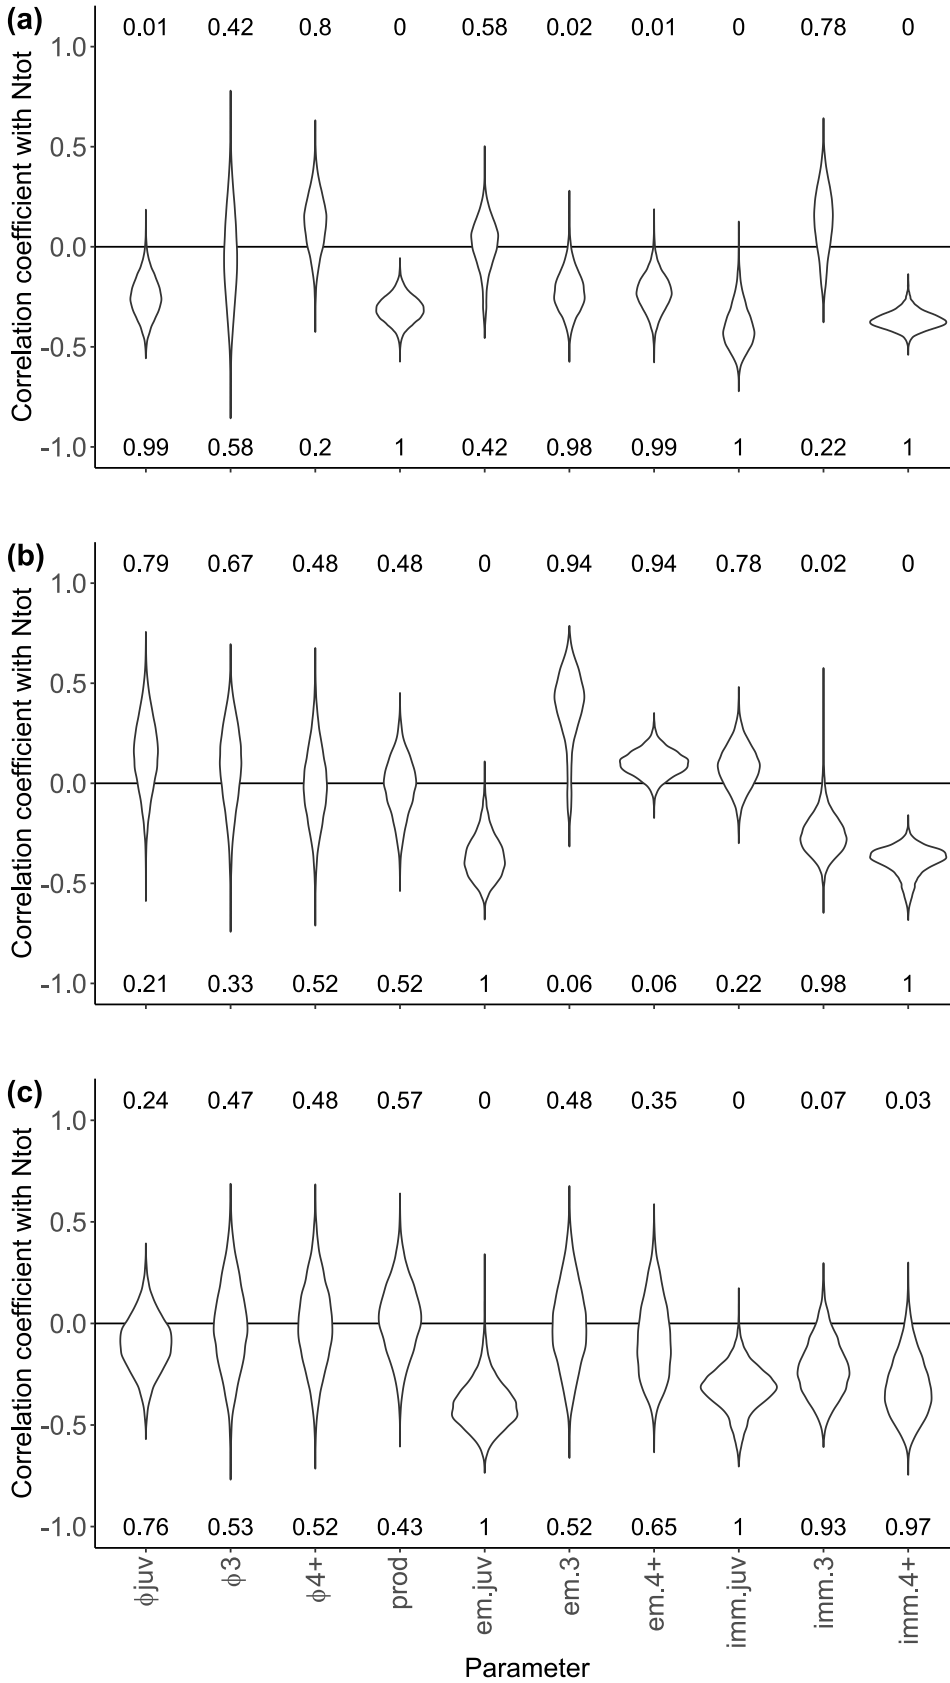 (a)
0.01 0.42 0.8 0 0.58 0.02 0.01 0 0.78 0
Correlation coefficient with Ntot
1.0
0.5
0.0
-0.5
-1.0
0.99 0.58 0.2 1 0.42 0.98 0.99 1 0.22 1
(b)
0.79 0.67 0.48 0.48 0 0.94 0.94 0.78 0.02 0
Correlation coefficient with Ntot
1.0
0.5
0.0
-0.5
-1.0
0.21 0.33 0.52 0.52 1 0.06 0.06 0.22 0.98 1
(c)
0.24 0.47 0.48 0.57 0 0.48 0.35 0 0.07 0.03
Correlation coefficient with Ntot
1.0
0.5
0.0
-0.5
-1.0
0.76 0.53 0.52 0.43 1 0.52 0.65 1 0.93 0.97
ϕjuv
ϕ3
ϕ4+
prod
em.juv
em.3
em.4+
imm.juv
imm.3
imm.4+
Parameter